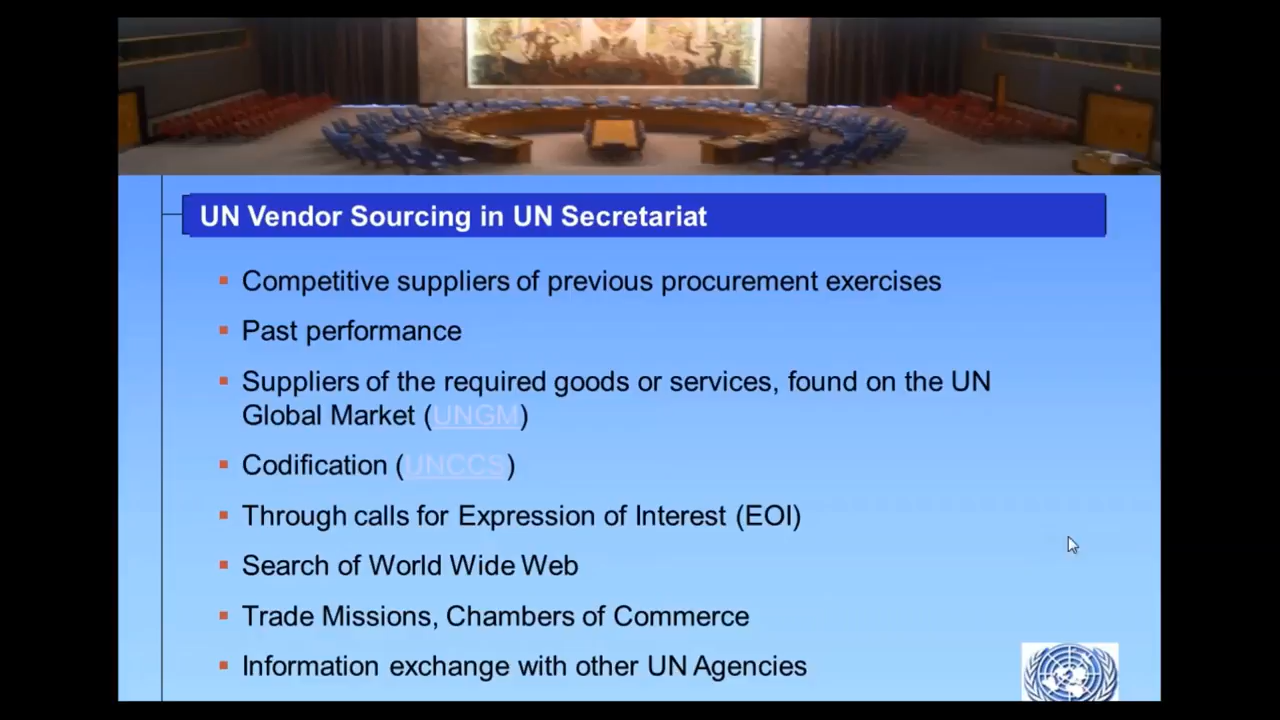 UN Vendor Sourcing in UN Secretariat
Competitive suppliers of previous procurement exercises
Past performance
Suppliers of the required goods or services, found on the UN
Global Market (UNGM)
Codification (UNCCS)
Through calls for Expression of Interest (EOI)
Search of World Wide Web
Trade Missions, Chambers of Commerce
Information exchange with other UN Agencies